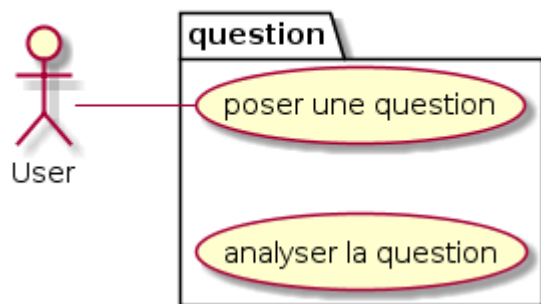 question
poser une question
User
analyser la question